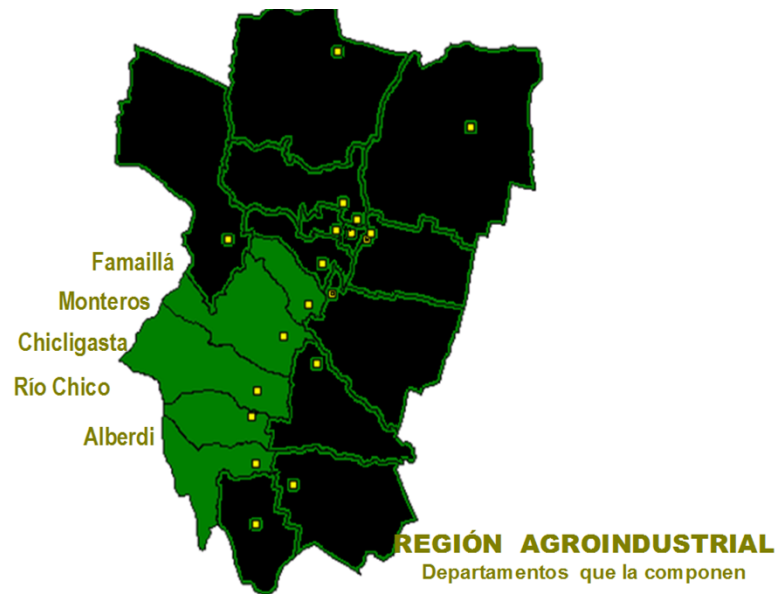 Famaillá
Monteros
Chicligasta
Río Chico
Alberdi
REGIÓN AGROINDUSTRIAL
Departamentos que la componen